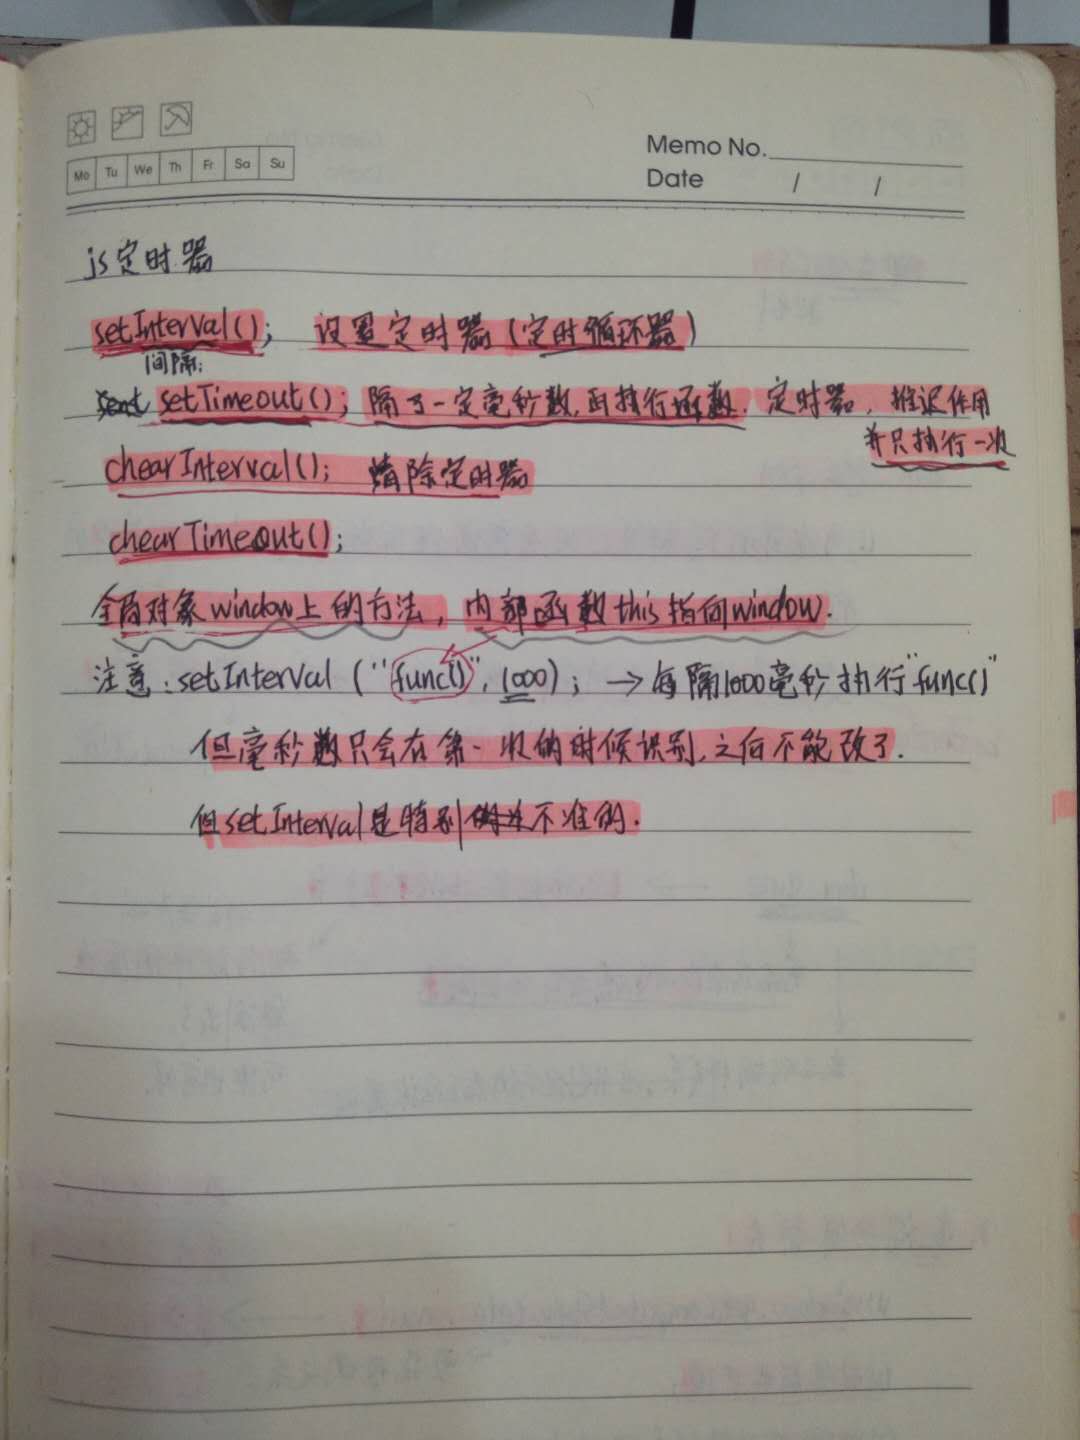 Memo No.
Mo Tu We Th Fr Sa Su
Date / /
js定时器
setInterval(); 设置定时器(定时循环器)
间隔;
setTimeout(); 隔了一定毫秒数,再执行函数. 定时器,推迟作用
并只执行一次
chearInterval(); 清除定时器
chearTimeout();
全局对象window上的方法,内部函数this指向window.
注意:setInterval("func()",1000); →每隔1000毫秒执行"func()"
但毫秒数只会在第一次的时候识别,之后不能改了.
但setInterval是特别不准的.